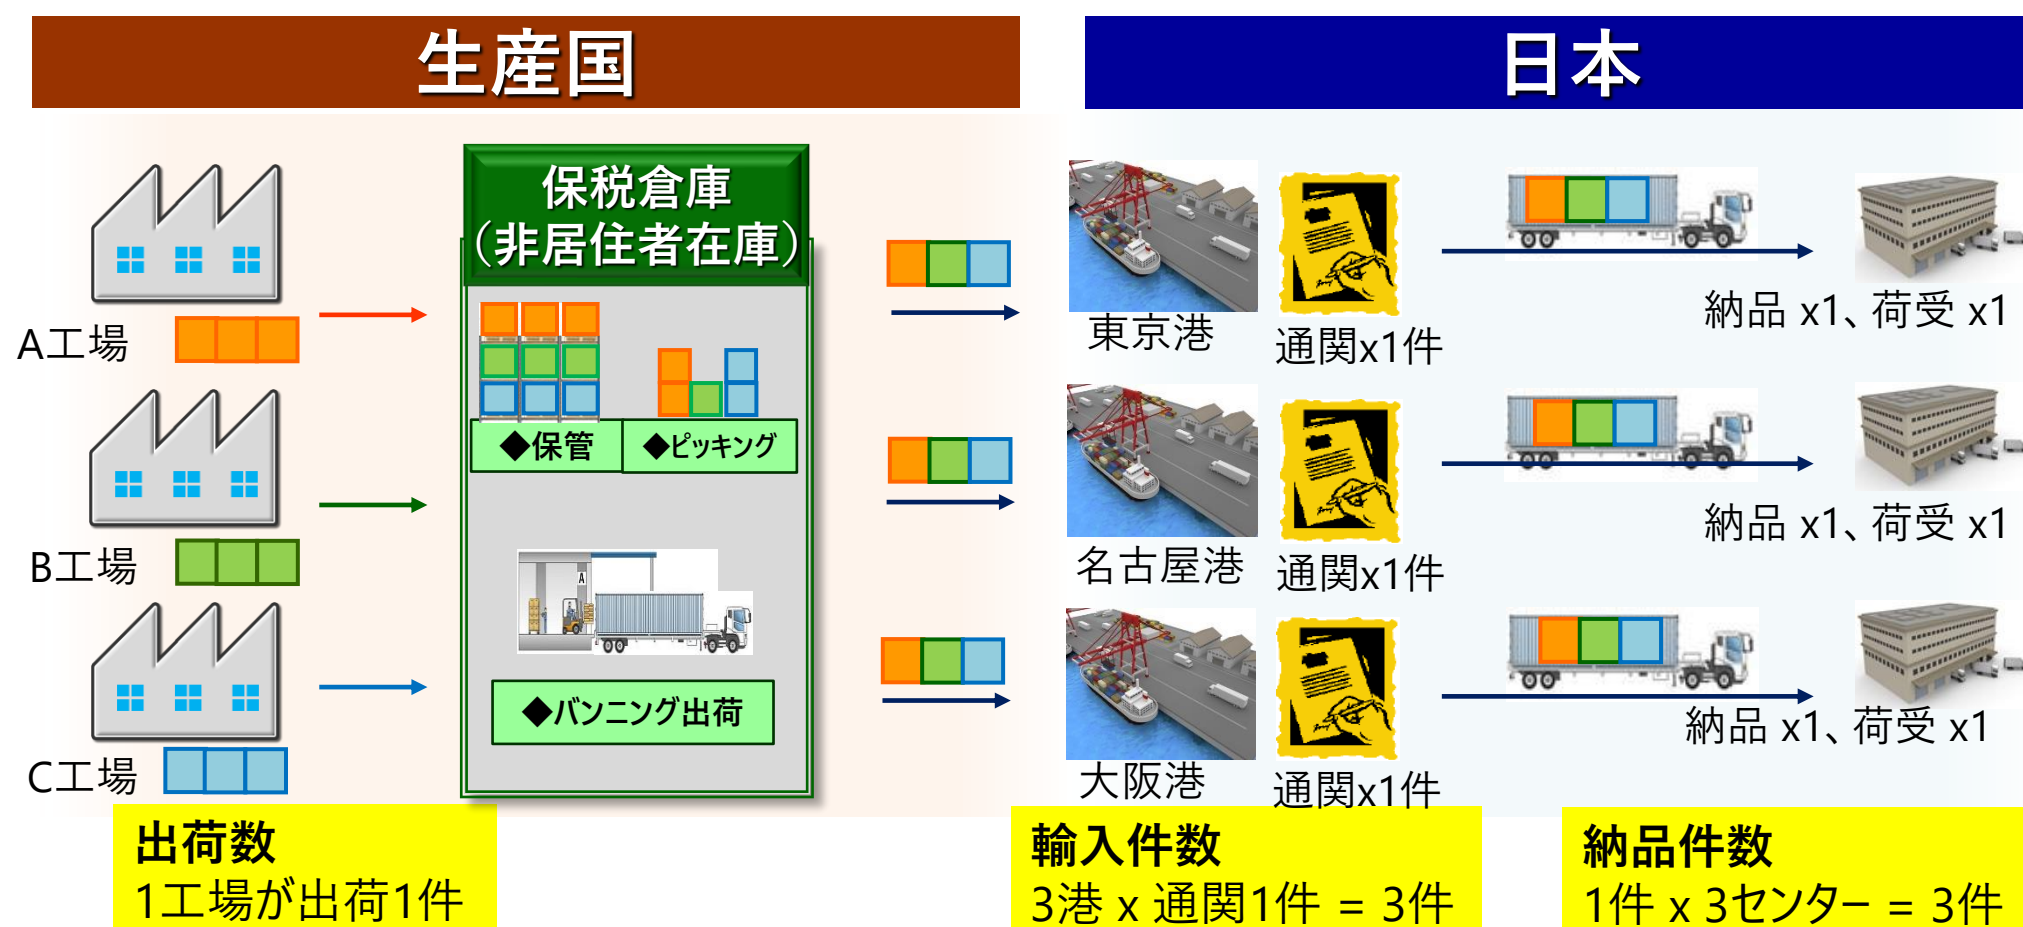 生産国
日本
保税倉庫
（非居住者在庫）
A工場
B工場
C工場
◆保管
◆ピッキング
A
◆バンニング出荷
東京港
通関x1件
納品 x1、荷受 x1
名古屋港
通関x1件
納品 x1、荷受 x1
大阪港
通関x1件
納品 x1、荷受 x1
出荷数
1工場が出荷1件
輸入件数
3港 x 通関1件 = 3件
納品件数
1件 x 3センター = 3件